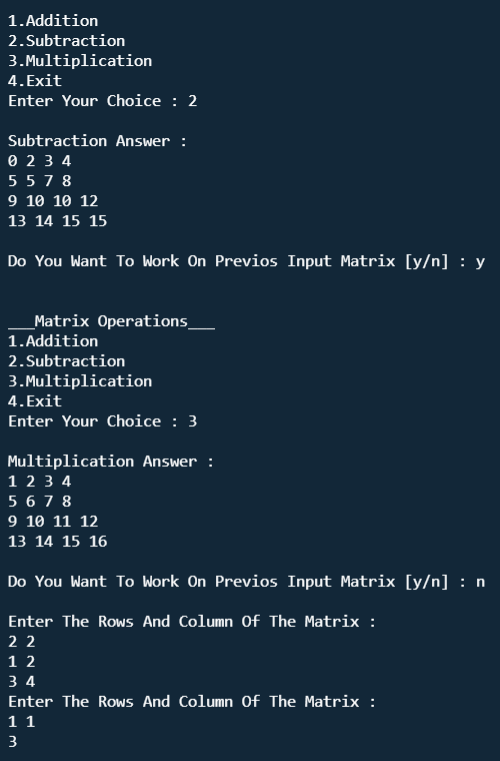 1.Addition
2.Subtraction
3.Multiplication
4.Exit
Enter Your Choice : 2
Subtraction Answer :
0 2 3 4
5 5 7 8
9 10 10 12
13 14 15 15
Do You Want To Work On Previos Input Matrix [y/n] : y
___Matrix Operations___
1.Addition
2.Subtraction
3.Multiplication
4.Exit
Enter Your Choice : 3
Multiplication Answer :
1 2 3 4
5 6 7 8
9 10 11 12
13 14 15 16
Do You Want To Work On Previos Input Matrix [y/n] : n
Enter The Rows And Column Of The Matrix :
2 2
1 2
3 4
Enter The Rows And Column Of The Matrix :
1 1
3